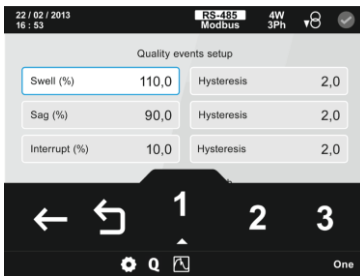 22 / 02 / 2013
16 : 53
RS-485
Modbus
4W
3Ph
Quality events setup
Swell (%) 110,0 Hysteresis 2,0
Sag (%) 90,0 Hysteresis 2,0
Interrupt (%) 10,0 Hysteresis 2,0
1 2 3
Q One